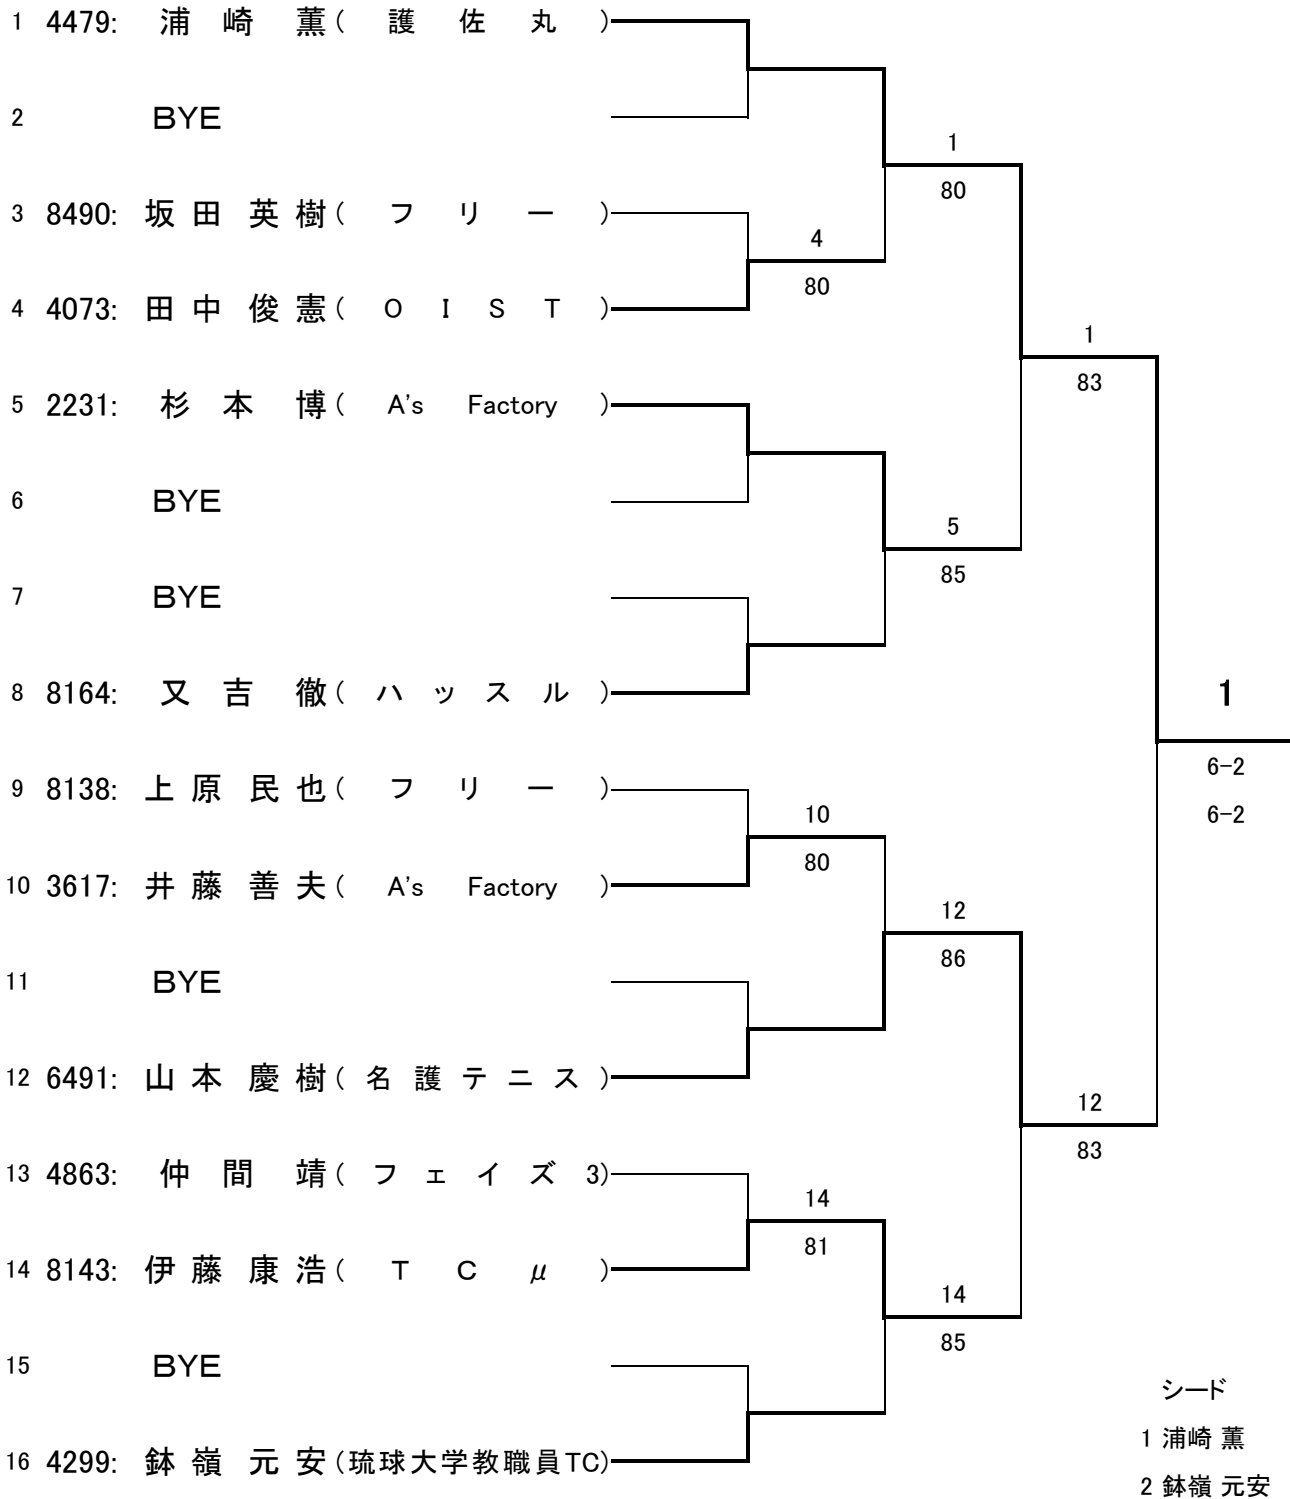 1 4479: 浦崎 薫(護佐丸)
2 BYE
1
80
3 8490: 坂田英樹(フリー)
4
80
4 4073: 田中俊憲(OIST)
1
83
5 2231: 杉本 博(A's Factory)
6 BYE
5
85
7 BYE
8 8164: 又吉 徹(ハッスル)
1
6-2
6-2
9 8138: 上原民也(フリー)
10
80
10 3617: 井藤善夫(A's Factory)
12
86
11 BYE
12 6491: 山本慶樹(名護テニス)
12
83
13 4863: 仲間 靖(フェイズ3)
14
81
14 8143: 伊藤康浩(TCμ)
14
85
15 BYE
16 4299: 鉢嶺元安(琉球大学教職員TC)
シード
1 浦崎 薫
2 鉢嶺 元安